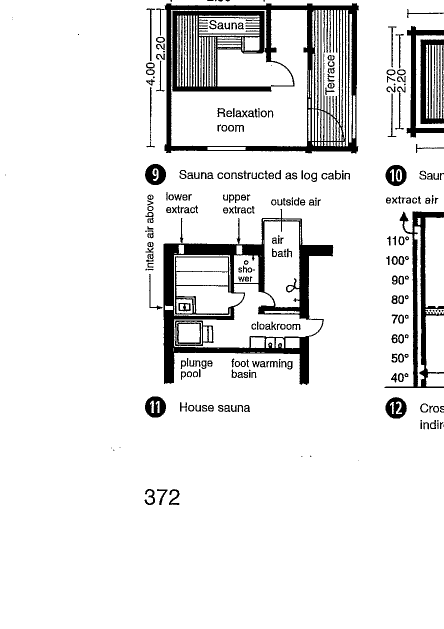 Sauna
4.00
2.20
Terrace
Relaxation
room
9 Sauna constructed as log cabin
2.70
2.20
10 Saun
lower
extract
upper
extract
outside air
intake air above
air
bath
sho-
wer
cloakroom
plunge
pool
foot warming
basin
11 House sauna
extract air
110°
100°
90°
80°
70°
60°
50°
40°
12 Cros
indir
372